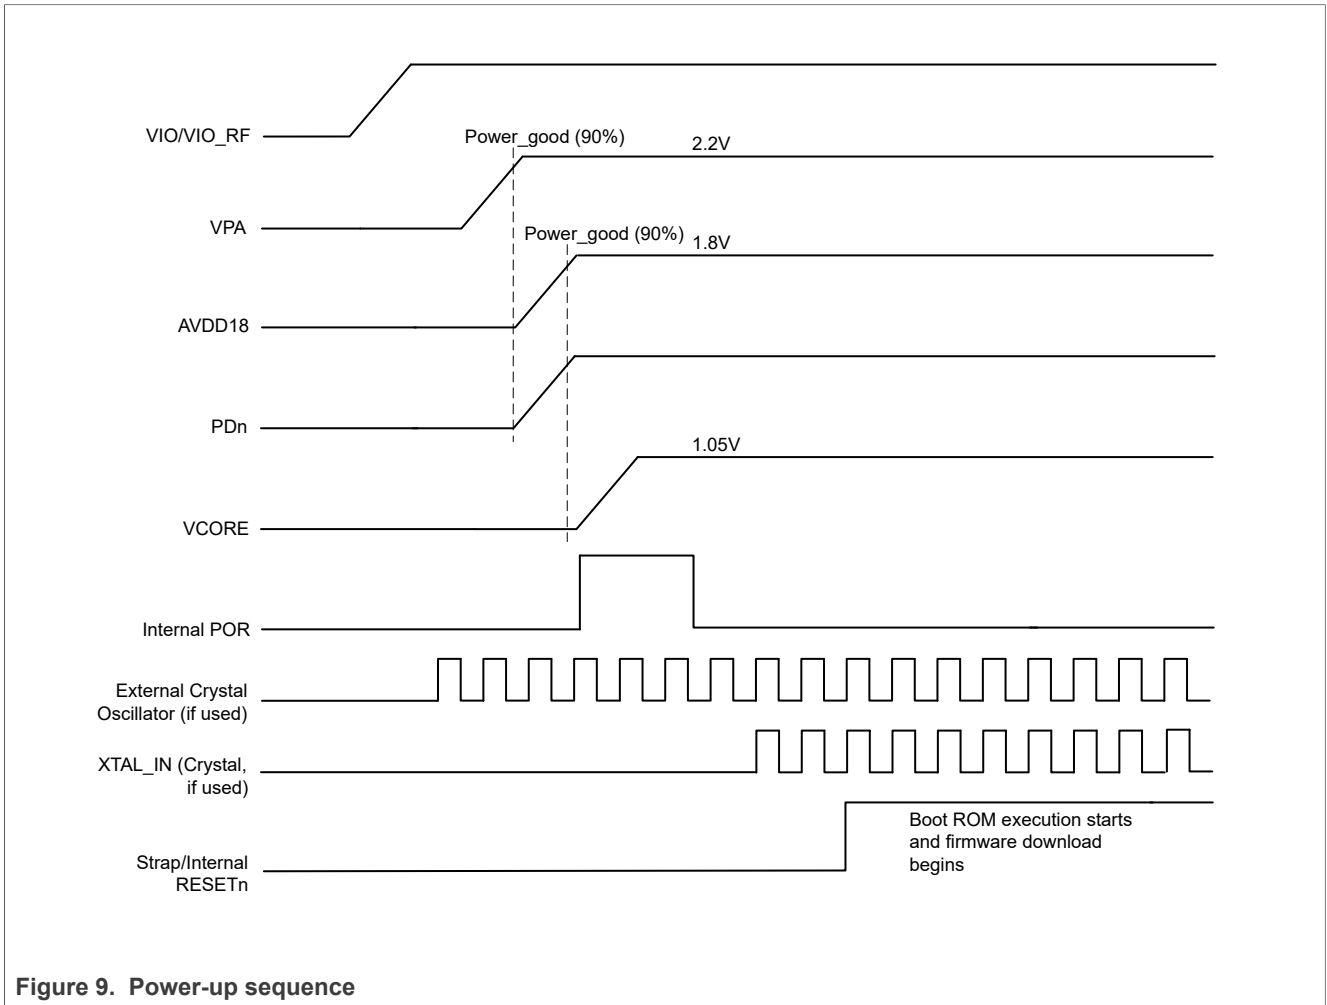 VIO/VIO_RF
Power_good (90%)
2.2V
VPA
Power_good (90%)
1.8V
AVDD18
PDn
1.05V
VCORE
Internal POR
External Crystal
Oscillator (if used)
XTAL_IN (Crystal,
if used)
Boot ROM execution starts
and firmware download
begins
Strap/Internal
RESETn
Figure 9. Power-up sequence